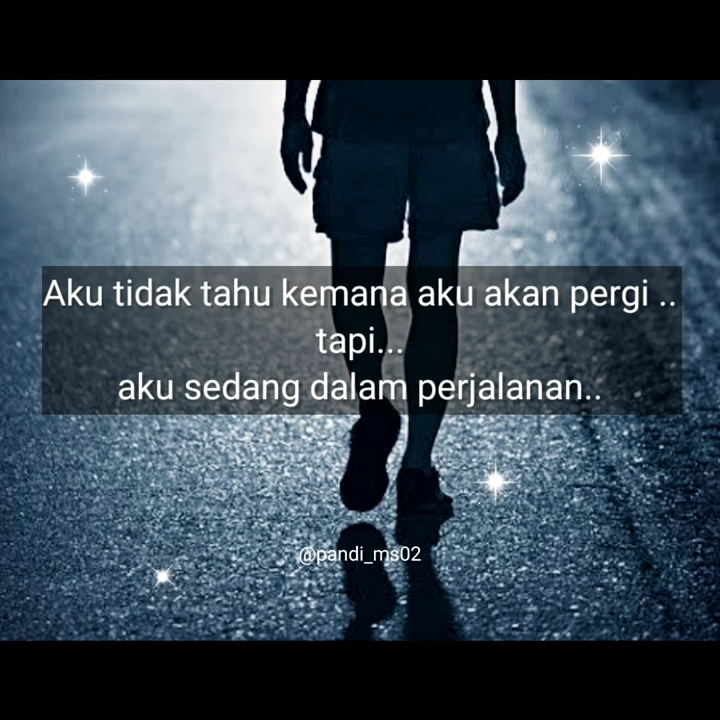 Aku tidak tahu kemana aku akan pergi ..
tapi...
aku sedang dalam perjalanan..
@pandi_ms02